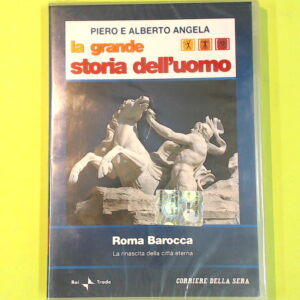 PIERO E ALBERTO ANGELA
la grande
storia dell'uomo
Roma Barocca
La rinascita della città eterna
Rai Trade
CORRIERE DELLA SERA